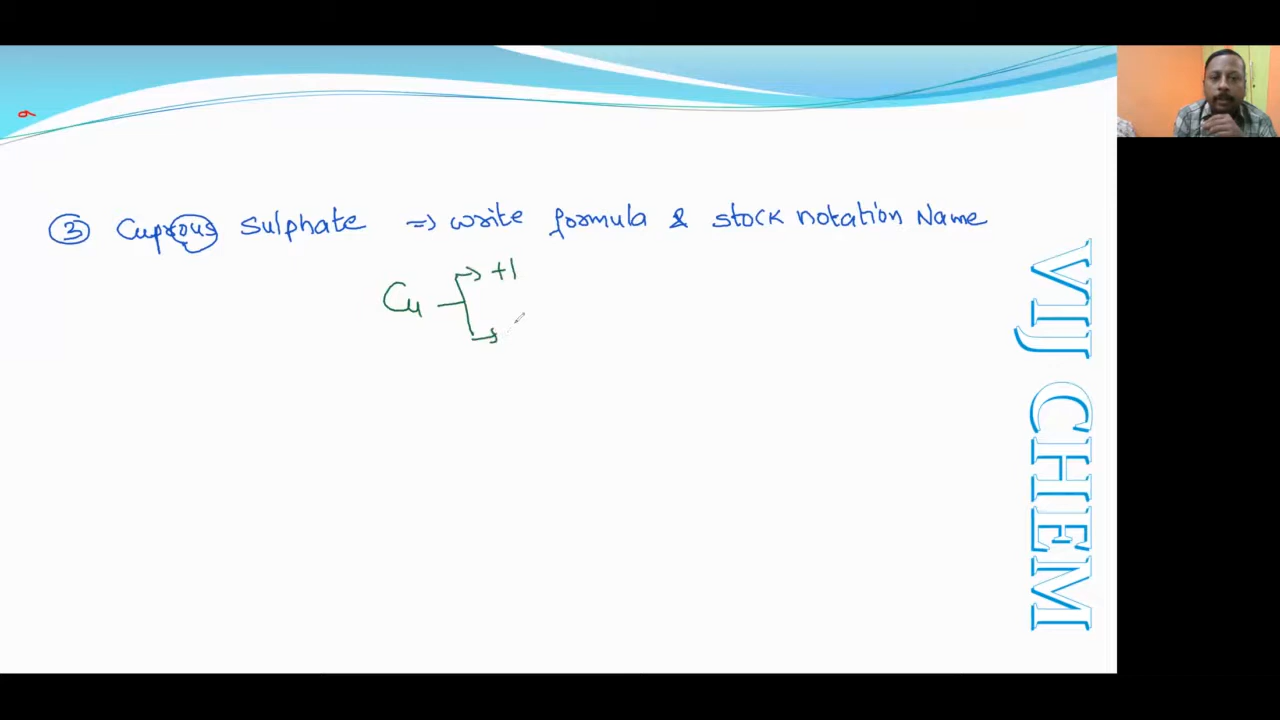 ③ Cuprous Sulphate ⇒ write formula & stock notation Name
Cu → +1
→
VIJ CHEM